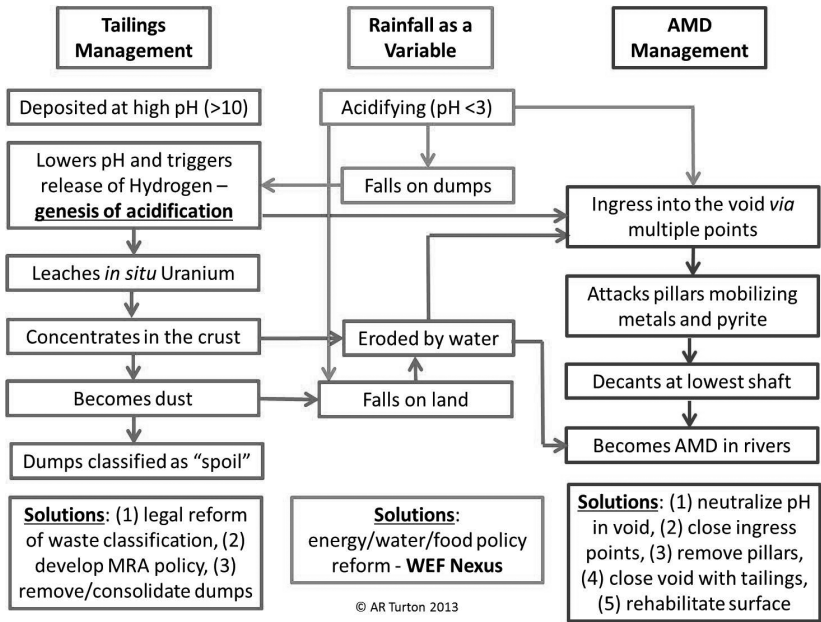 Tailings
Management
Deposited at high pH (>10)
Lowers pH and triggers
release of Hydrogen –
genesis of acidification
Leaches in situ Uranium
Concentrates in the crust
Becomes dust
Dumps classified as “spoil”
Solutions: (1) legal reform
of waste classification, (2)
develop MRA policy, (3)
remove/consolidate dumps
Rainfall as a
Variable
Acidifying (pH <3)
Falls on dumps
Eroded by water
Falls on land
Solutions:
energy/water/food policy
reform - WEF Nexus
© AR Turton 2013
AMD
Management
Ingress into the void via
multiple points
Attacks pillars mobilizing
metals and pyrite
Decants at lowest shaft
Becomes AMD in rivers
Solutions: (1) neutralize pH
in void, (2) close ingress
points, (3) remove pillars,
(4) close void with tailings,
(5) rehabilitate surface